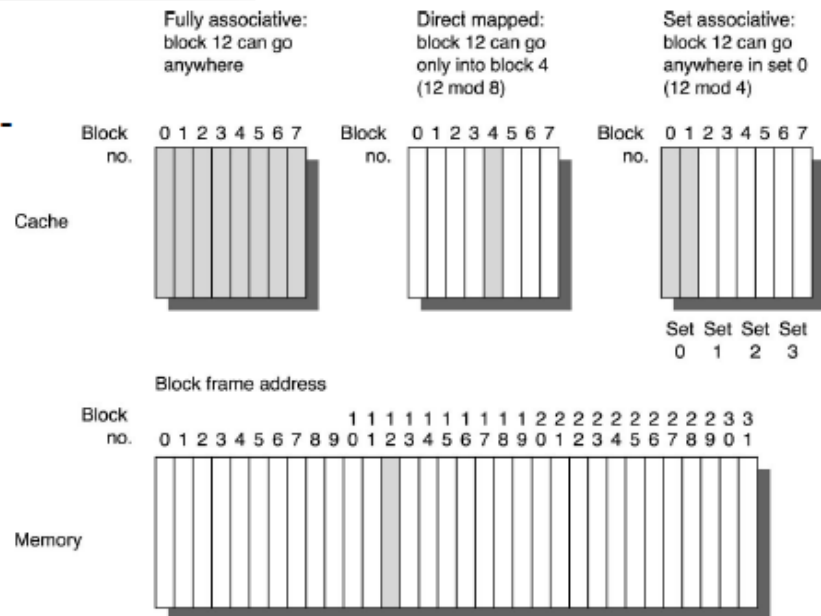 Fully associative:
block 12 can go
anywhere
Direct mapped:
block 12 can go
only into block 4
(12 mod 8)
Set associative:
block 12 can go
anywhere in set 0
(12 mod 4)
Block
no.
0 1 2 3 4 5 6 7
Block
no.
0 1 2 3 4 5 6 7
Block
no.
0 1 2 3 4 5 6 7
Cache
Set Set Set Set
0 1 2 3
Block frame address
Block
no.
1 1 1 1 1 1 1 1 1 1 2 2 2 2 2 2 2 2 2 2 3 3
0 1 2 3 4 5 6 7 8 9 0 1 2 3 4 5 6 7 8 9 0 1 2 3 4 5 6 7 8 9 0 1
Memory